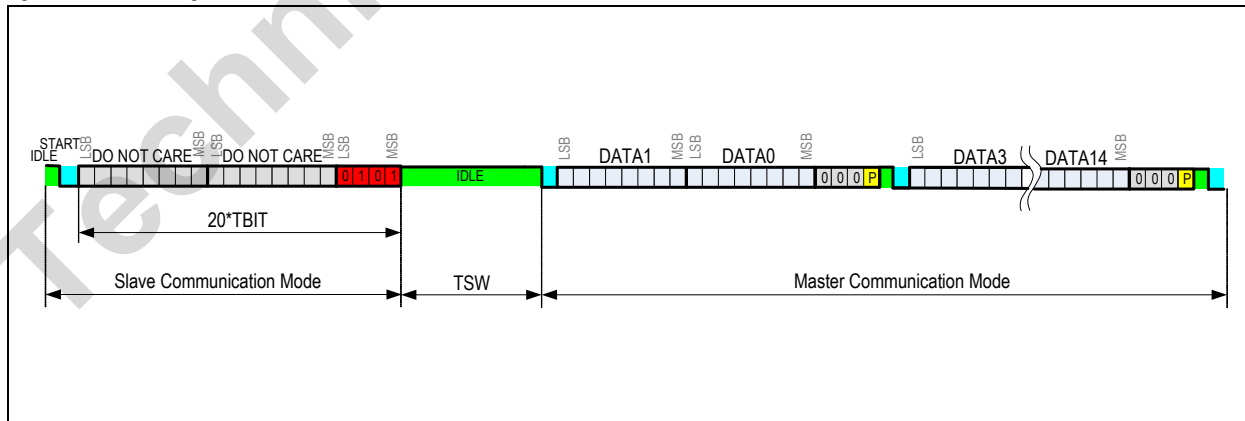 Techn
START
IDLE
LSB DO NOT CARE MSB LSB DO NOT CARE MSB LSB MSB
0 1 0 1
IDLE
LSB DATA1 MSB LSB DATA0 MSB
0 0 0 P
LSB DATA3 DATA14 MSB
0 0 0 P
20*TBIT
Slave Communication Mode
TSW
Master Communication Mode